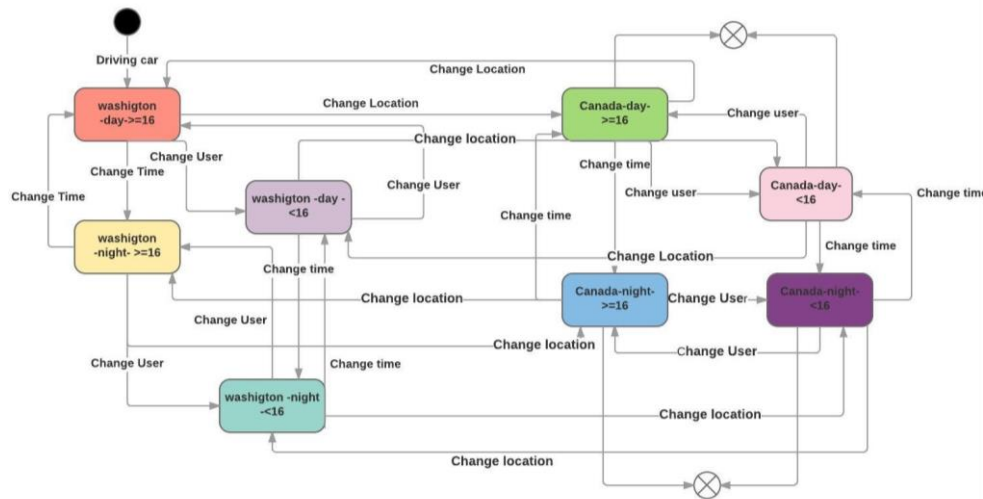 Driving car
Change Location
washigton
-day->=16
Change Location
Canada-day-
>=16
Change user
Change location
Change User
Change Time
Change time
Canada-day-
<16
Change User
Change user
Change time
washigton -day -
<16
Change Time
Change time
washigton
-night- >=16
Change time
Change Location
Change time
Canada-night-
>=16
Change User
Canada-night-
<16
Change location
Change User
Change location
Change User
Change User
Change time
washigton -night
-<16
Change location
Change location